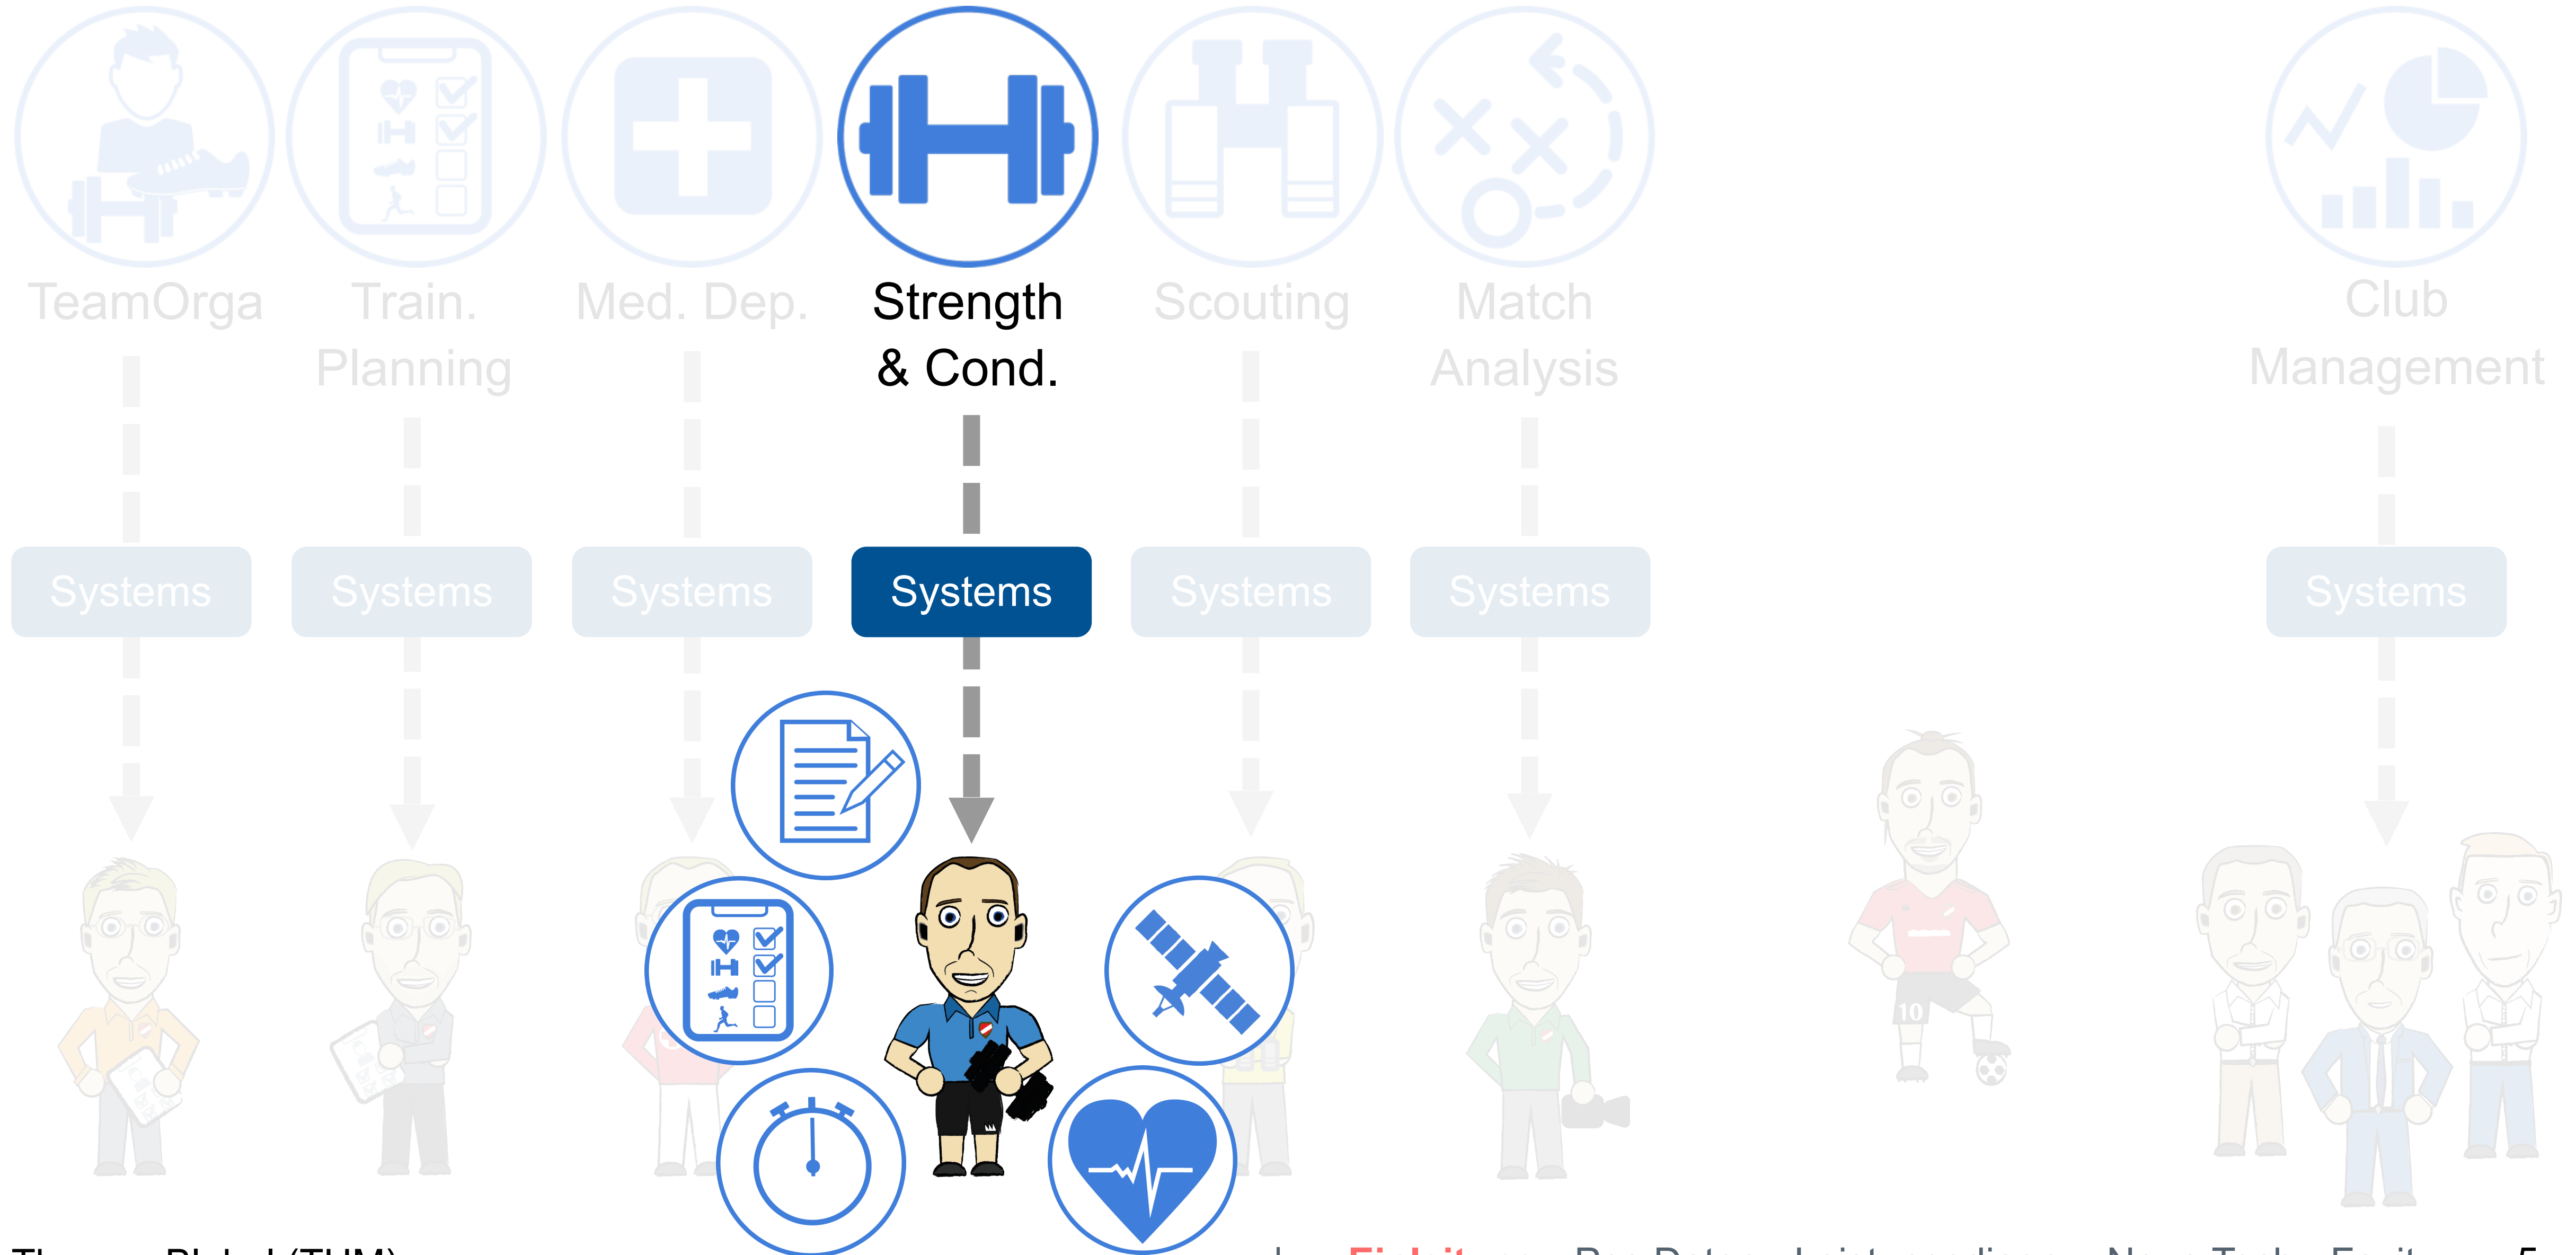 TeamOrga
Train.
Planning
Med. Dep.
Strength
& Cond.
Scouting
Match
Analysis
Club
Management
Systems
Systems
Systems
Systems
Systems
Systems
Systems
10